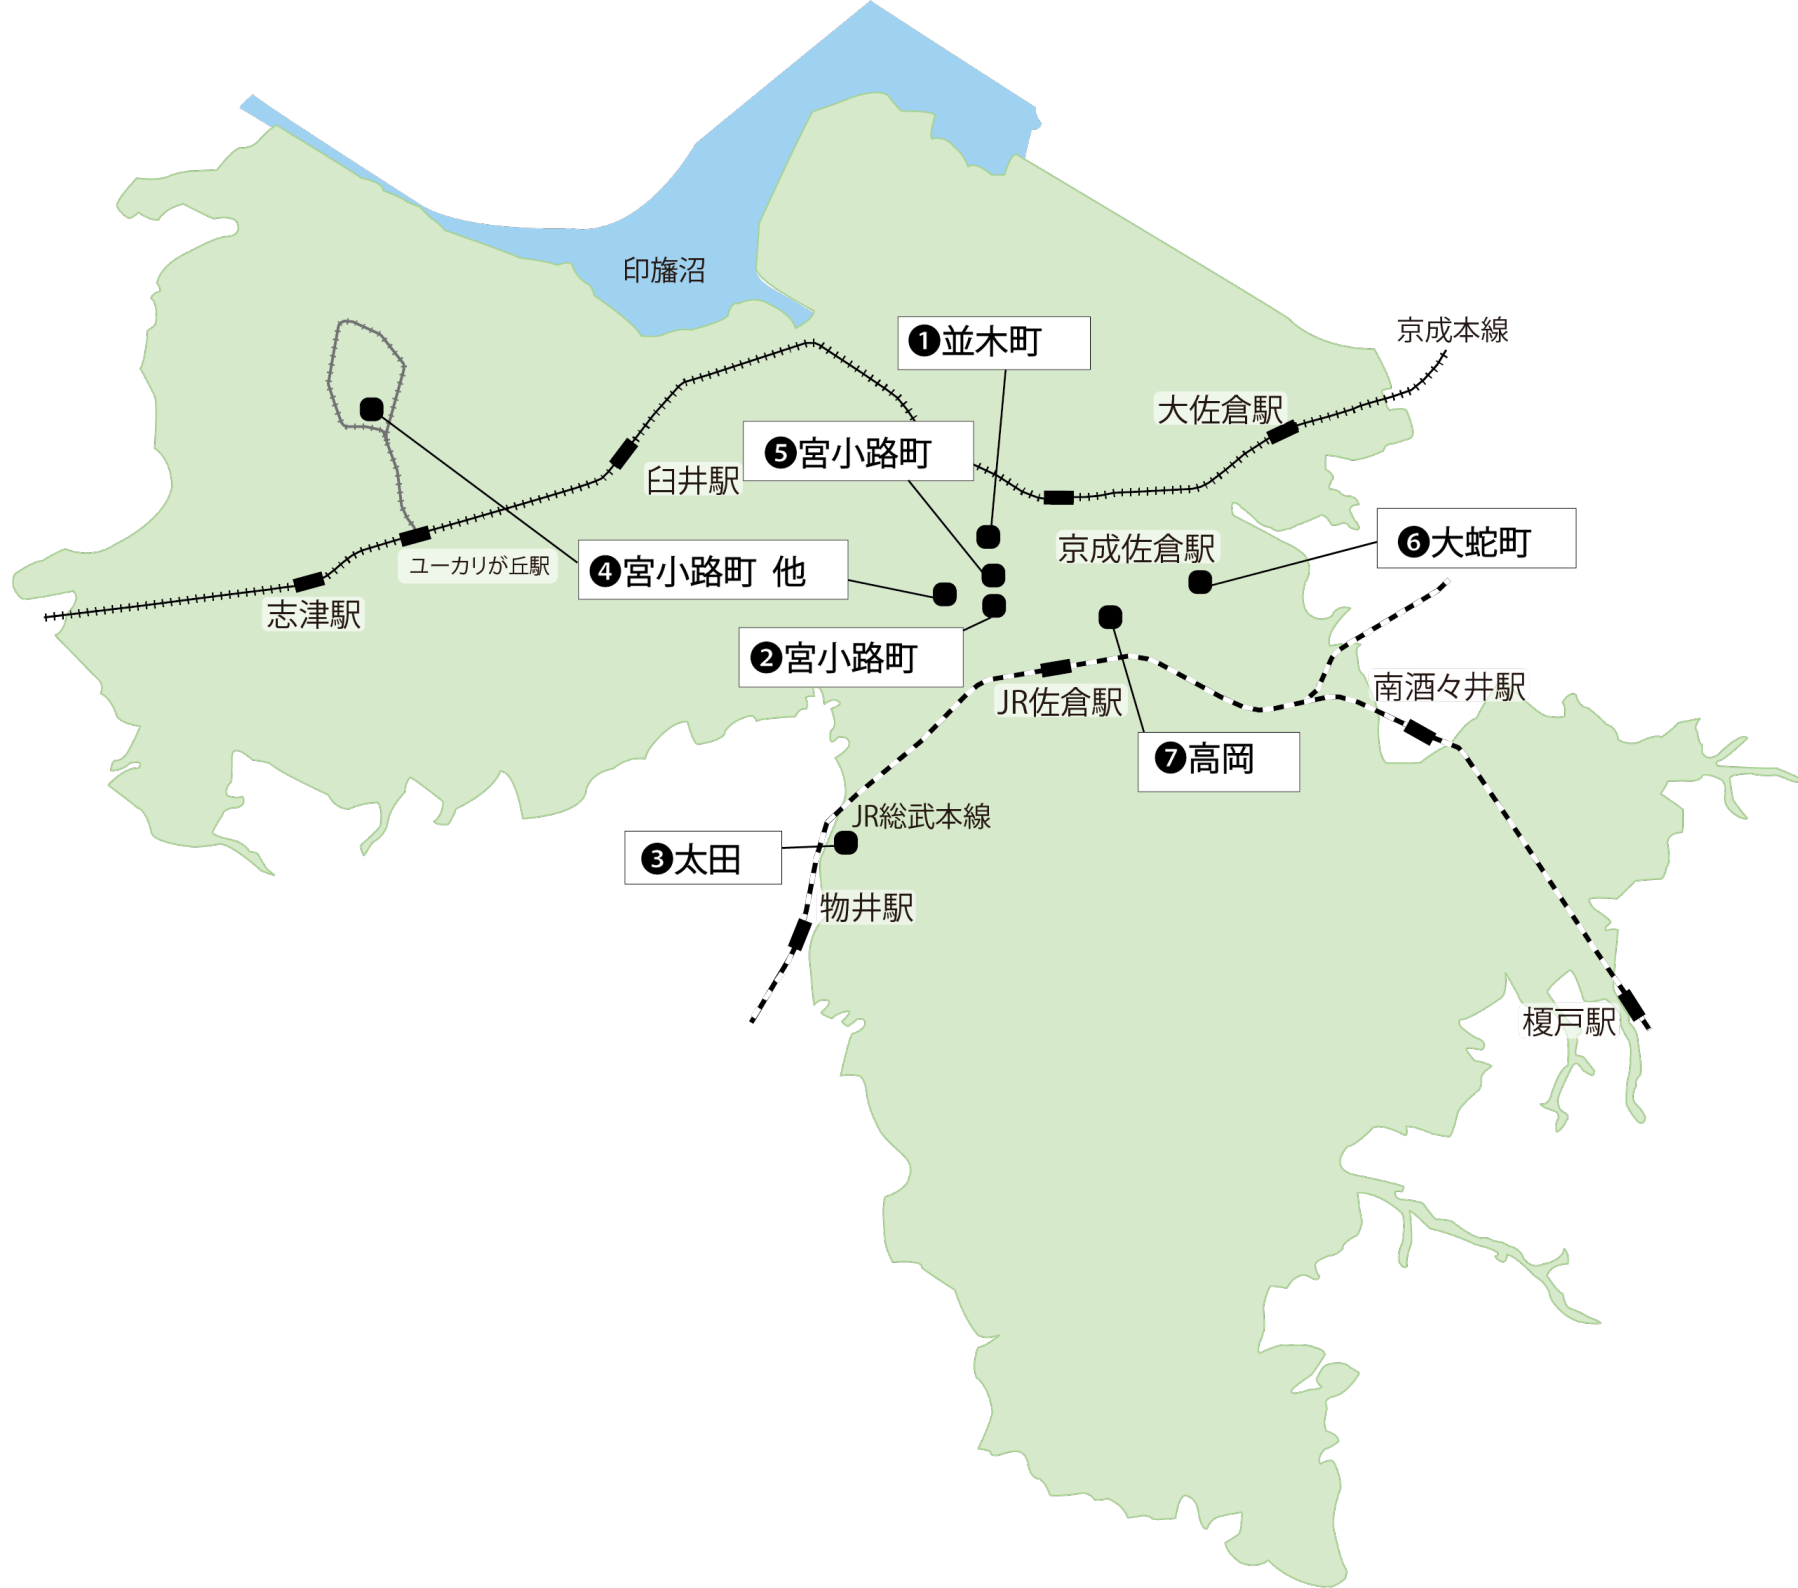 印旛沼
❶並木町
京成本線
大佐倉駅
❺宮小路町
臼井駅
京成佐倉駅
❻大蛇町
ユーカリが丘駅
❹宮小路町 他
志津駅
❷宮小路町
南酒々井駅
JR佐倉駅
❼高岡
JR総武本線
❸太田
物井駅
榎戸駅